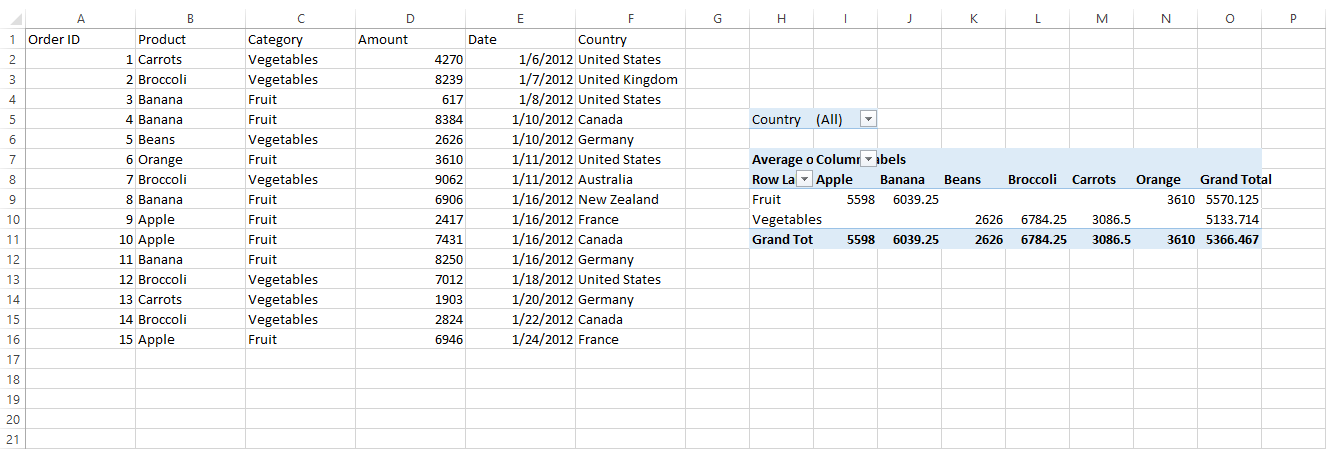 A B C D E F G H I J K L M N O P
1 Order ID Product Category Amount Date Country
2 1 Carrots Vegetables 4270 1/6/2012 United States
3 2 Broccoli Vegetables 8239 1/7/2012 United Kingdom
4 3 Banana Fruit 617 1/8/2012 United States
5 4 Banana Fruit 8384 1/10/2012 Canada Country (All)
6 5 Beans Vegetables 2626 1/10/2012 Germany
7 6 Orange Fruit 3610 1/11/2012 United States Average o Column abels
8 7 Broccoli Vegetables 9062 1/11/2012 Australia Row La Apple Banana Beans Broccoli Carrots Orange Grand Total
9 8 Banana Fruit 6906 1/16/2012 New Zealand Fruit 5598 6039.25 3610 5570.125
10 9 Apple Fruit 2417 1/16/2012 France Vegetables 2626 6784.25 3086.5 5133.714
11 10 Apple Fruit 7431 1/16/2012 Canada Grand Tot 5598 6039.25 2626 6784.25 3086.5 3610 5366.467
12 11 Banana Fruit 8250 1/16/2012 Germany
13 12 Broccoli Vegetables 7012 1/18/2012 United States
14 13 Carrots Vegetables 1903 1/20/2012 Germany
15 14 Broccoli Vegetables 2824 1/22/2012 Canada
16 15 Apple Fruit 6946 1/24/2012 France
17
18
19
20
21